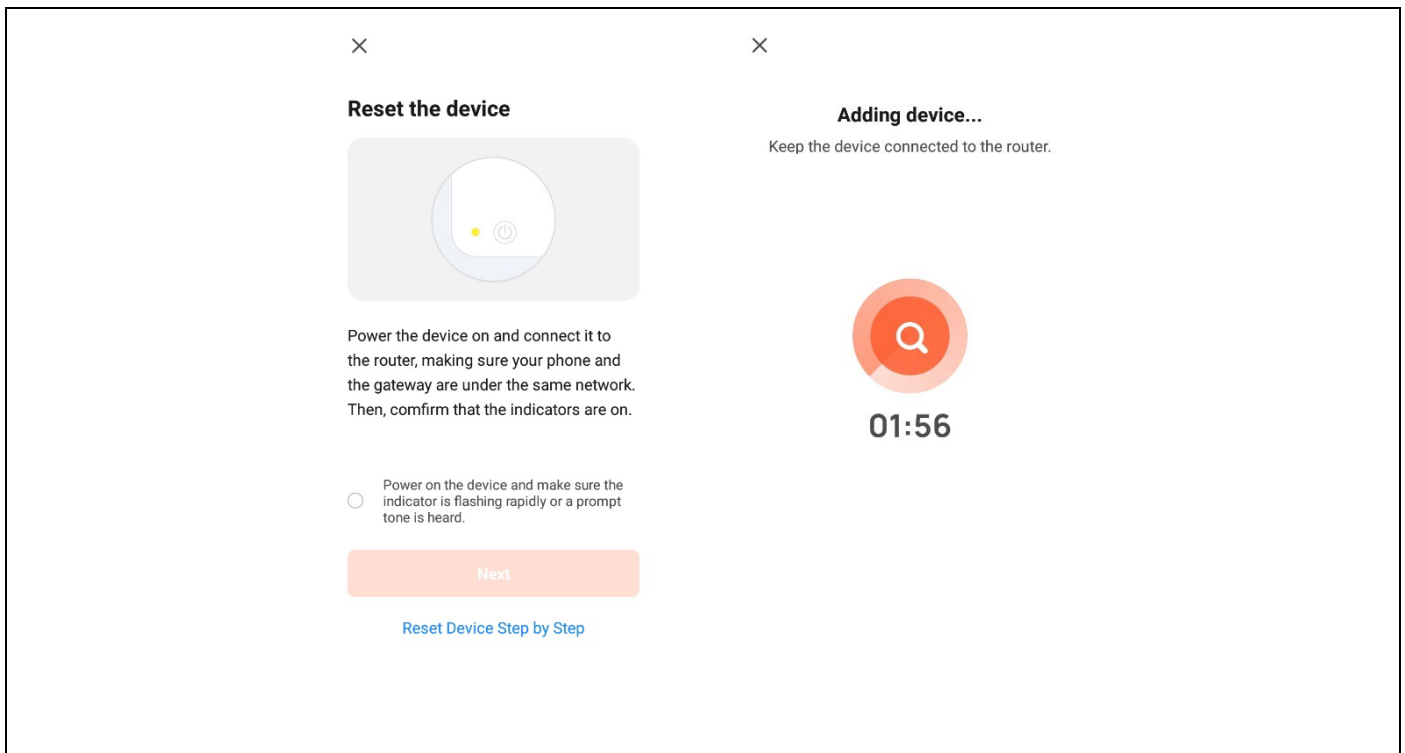 Reset the device
Power the device on and connect it to
the router, making sure your phone and
the gateway are under the same network.
Then, comfirm that the indicators are on.
Power on the device and make sure the
indicator is flashing rapidly or a prompt
tone is heard.
Next
Reset Device Step by Step
Adding device...
Keep the device connected to the router.
01:56